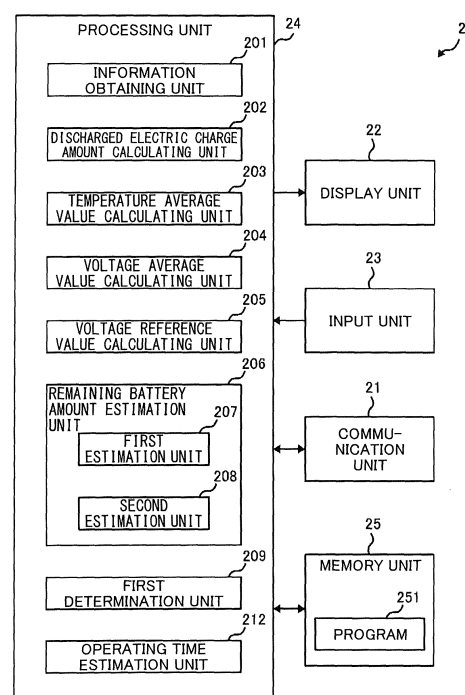 PROCESSING UNIT
24
2
201
INFORMATION
OBTAINING UNIT
202
DISCHARGED ELECTRIC CHARGE
AMOUNT CALCULATING UNIT
203
TEMPERATURE AVERAGE
VALUE CALCULATING UNIT
204
VOLTAGE AVERAGE
VALUE CALCULATING UNIT
205
VOLTAGE REFERENCE
VALUE CALCULATING UNIT
206
REMAINING BATTERY
AMOUNT ESTIMATION
UNIT
207
FIRST
ESTIMATION UNIT
208
SECOND
ESTIMATION UNIT
209
FIRST
DETERMINATION UNIT
212
OPERATING TIME
ESTIMATION UNIT
22
DISPLAY UNIT
23
INPUT UNIT
21
COMMU-
NICATION
UNIT
25
MEMORY UNIT
251
PROGRAM